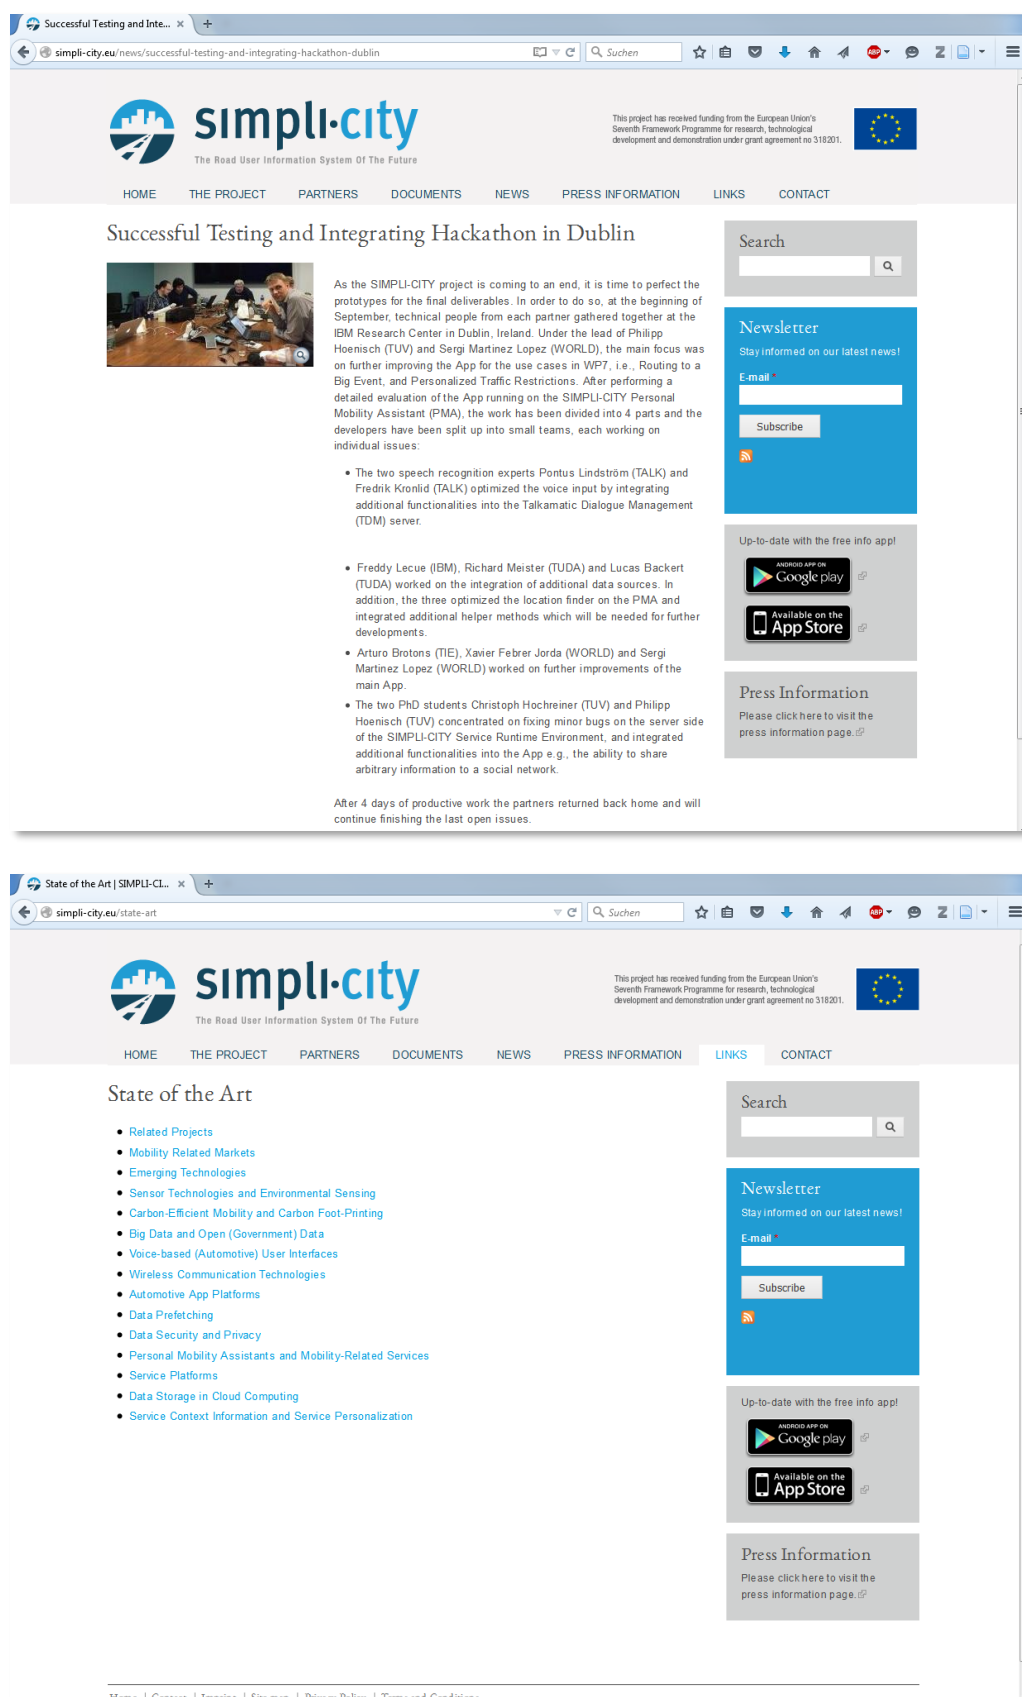 Successful Testing and Inte...
simpli-city.eu/news/successful-testing-and-integrating-hackathon-dublin
Suchen
ABP
simpli•city
The Road User Information System Of The Future
This project has received funding from the European Union's
Seventh Framework Programme for research, technological
development and demonstration under grant agreement no 318201.
HOME THE PROJECT PARTNERS DOCUMENTS NEWS PRESS INFORMATION LINKS CONTACT
Successful Testing and Integrating Hackathon in Dublin
As the SIMPLI-CITY project is coming to an end, it is time to perfect the
prototypes for the final deliverables. In order to do so, at the beginning of
September, technical people from each partner gathered together at the
IBM Research Center in Dublin, Ireland. Under the lead of Philipp
Hoenisch (TUV) and Sergi Martinez Lopez (WORLD), the main focus was
on further improving the App for the use cases in WP7, i.e., Routing to a
Big Event, and Personalized Traffic Restrictions. After performing a
detailed evaluation of the App running on the SIMPLI-CITY Personal
Mobility Assistant (PMA), the work has been divided into 4 parts and the
developers have been split up into small teams, each working on
individual issues:
• The two speech recognition experts Pontus Lindström (TALK) and
Fredrik Kronlid (TALK) optimized the voice input by integrating
additional functionalities into the Talkamatic Dialogue Management
(TDM) server.
• Freddy Lecue (IBM), Richard Meister (TUDA) and Lucas Backert
(TUDA) worked on the integration of additional data sources. In
addition, the three optimized the location finder on the PMA and
integrated additional helper methods which will be needed for further
developments.
• Arturo Brotons (TIE), Xavier Febrer Jorda (WORLD) and Sergi
Martinez Lopez (WORLD) worked on further improvements of the
main App.
• The two PhD students Christoph Hochreiner (TUV) and Philipp
Hoenisch (TUV) concentrated on fixing minor bugs on the server side
of the SIMPLI-CITY Service Runtime Environment, and integrated
additional functionalities into the App e.g., the ability to share
arbitrary information to a social network.
After 4 days of productive work the partners returned back home and will
continue finishing the last open issues.
Search
Newsletter
Stay informed on our latest news!
E-mail *
Subscribe
Up-to-date with the free info app!
ANDROID APP ON
Google play
Available on the
App Store
Press Information
Please click here to visit the
press information page.
State of the Art | SIMPLI-CI...
simpli-city.eu/state-art
Suchen
ABP
simpli•city
The Road User Information System Of The Future
This project has received funding from the European Union's
Seventh Framework Programme for research, technological
development and demonstration under grant agreement no 318201.
HOME THE PROJECT PARTNERS DOCUMENTS NEWS PRESS INFORMATION LINKS CONTACT
State of the Art
• Related Projects
• Mobility Related Markets
• Emerging Technologies
• Sensor Technologies and Environmental Sensing
• Carbon-Efficient Mobility and Carbon Foot-Printing
• Big Data and Open (Government) Data
• Voice-based (Automotive) User Interfaces
• Wireless Communication Technologies
• Automotive App Platforms
• Data Prefetching
• Data Security and Privacy
• Personal Mobility Assistants and Mobility-Related Services
• Service Platforms
• Data Storage in Cloud Computing
• Service Context Information and Service Personalization
Search
Newsletter
Stay informed on our latest news!
E-mail *
Subscribe
Up-to-date with the free info app!
ANDROID APP ON
Google play
Available on the
App Store
Press Information
Please click here to visit the
press information page.